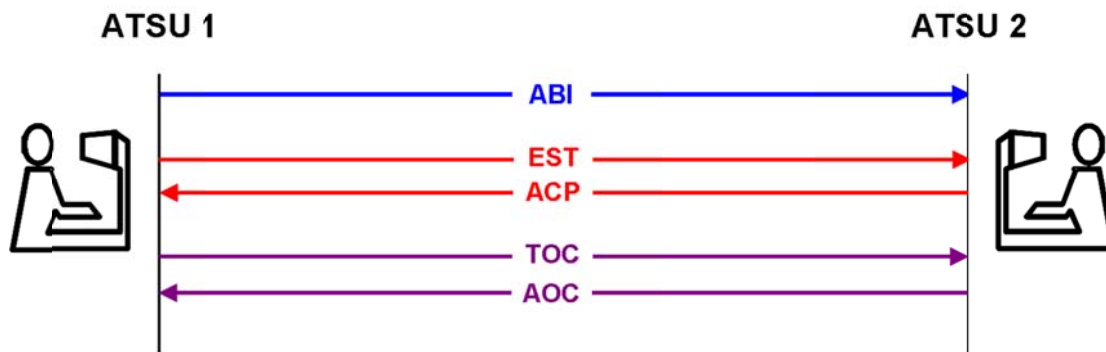 ATSU 1
ATSU 2
ABI
EST
ACP
TOC
AOC